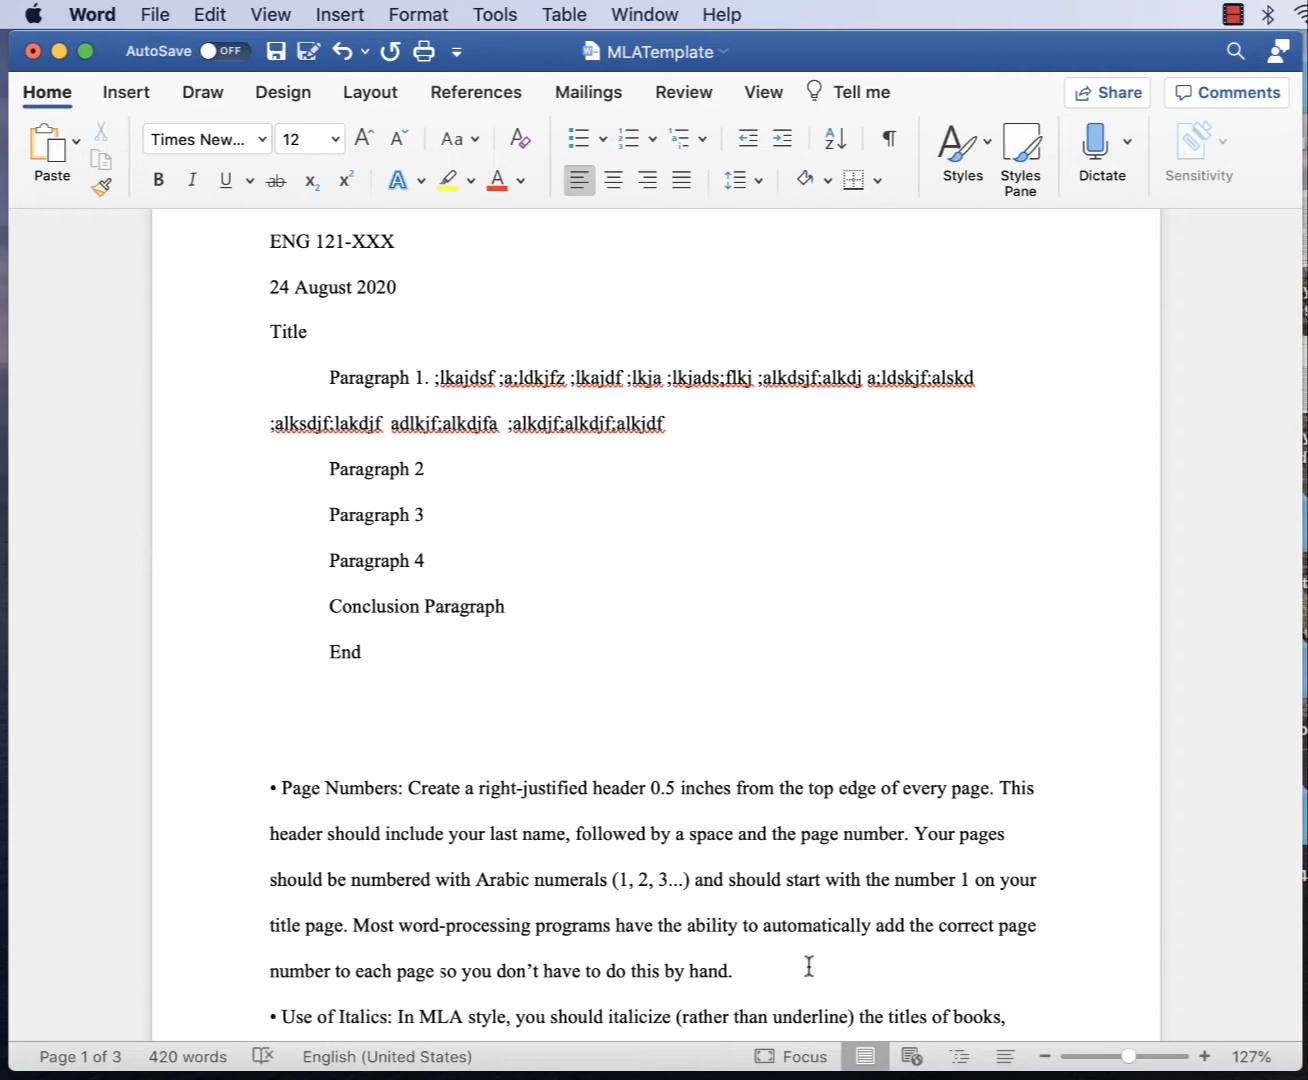 Word File Edit View Insert Format Tools Table Window Help
AutoSave OFF MLATemplate
Home Insert Draw Design Layout References Mailings Review View Tell me Share Comments
Times New... 12 Aa
Paste Styles Styles Pane Dictate Sensitivity
ENG 121-XXX
24 August 2020
Title
Paragraph 1. ;lkajdsf ;a;ldkjfz ;lkajdf ;lkja ;lkjads;flkj ;alkdsjf;alkdj a;ldskjf;alskd
;alksdjf;lakdjf adlkjf;alkdjfa ;alkdjf;alkdjf;alkjdf
Paragraph 2
Paragraph 3
Paragraph 4
Conclusion Paragraph
End
• Page Numbers: Create a right-justified header 0.5 inches from the top edge of every page. This
header should include your last name, followed by a space and the page number. Your pages
should be numbered with Arabic numerals (1, 2, 3...) and should start with the number 1 on your
title page. Most word-processing programs have the ability to automatically add the correct page
number to each page so you don’t have to do this by hand.
• Use of Italics: In MLA style, you should italicize (rather than underline) the titles of books,
Page 1 of 3 420 words English (United States) Focus 127%